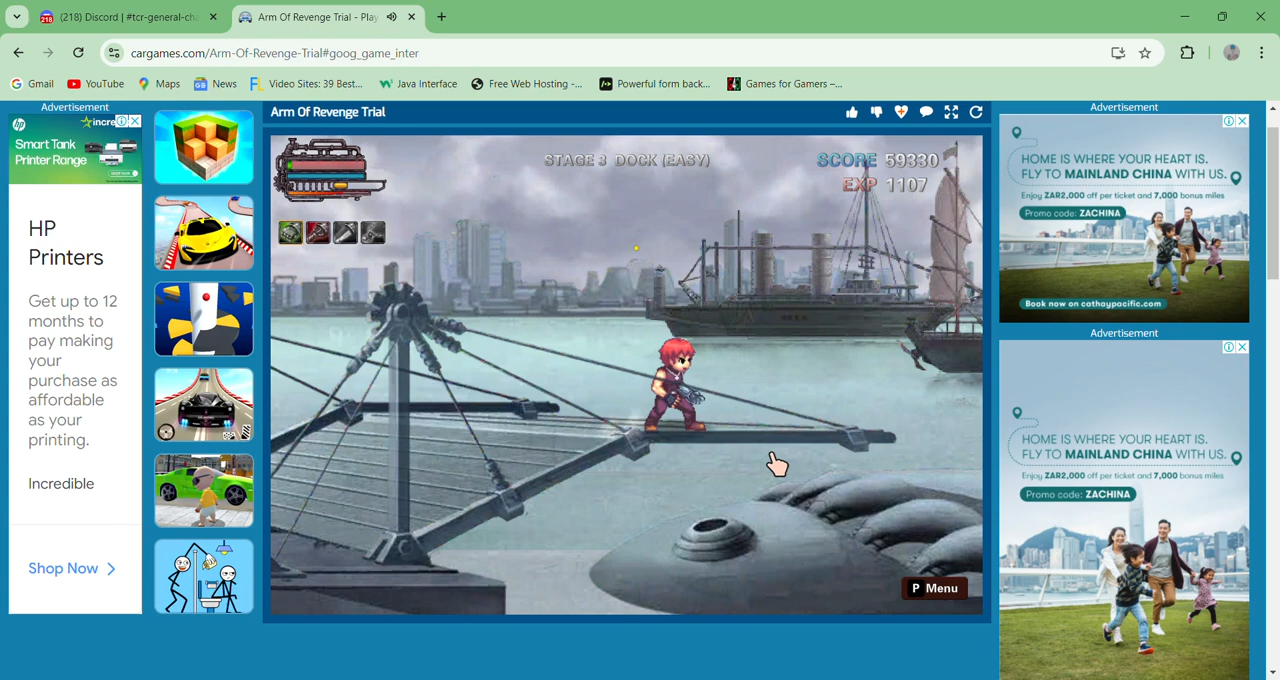 218
(218) Discord | #tcr-general-cha
Arm Of Revenge Trial - Play
cargames.com/Arm-Of-Revenge-Trial#goog_game_inter
Gmail
YouTube
Maps
News
Video Sites: 39 Best...
Java Interface
Free Web Hosting -...
Powerful form back...
Games for Gamers –...
Advertisement
hp
incre
Smart Tank
Printer Range
HP
Printers
Get up to 12
months to
pay making
your
purchase as
affordable
as your
printing.
Incredible
Shop Now
Arm Of Revenge Trial
STAGE 3 DOCK (EASY)
SCORE 59330
EXP 1107
P Menu
Advertisement
HOME IS WHERE YOUR HEART IS.
FLY TO MAINLAND CHINA WITH US.
Enjoy ZAR2,000 off per ticket and 7,000 bonus miles
Promo code: ZACHINA
Book now on cathaypacific.com
Advertisement
HOME IS WHERE YOUR HEART IS.
FLY TO MAINLAND CHINA WITH US.
Enjoy ZAR2,000 off per ticket and 7,000 bonus miles
Promo code: ZACHINA